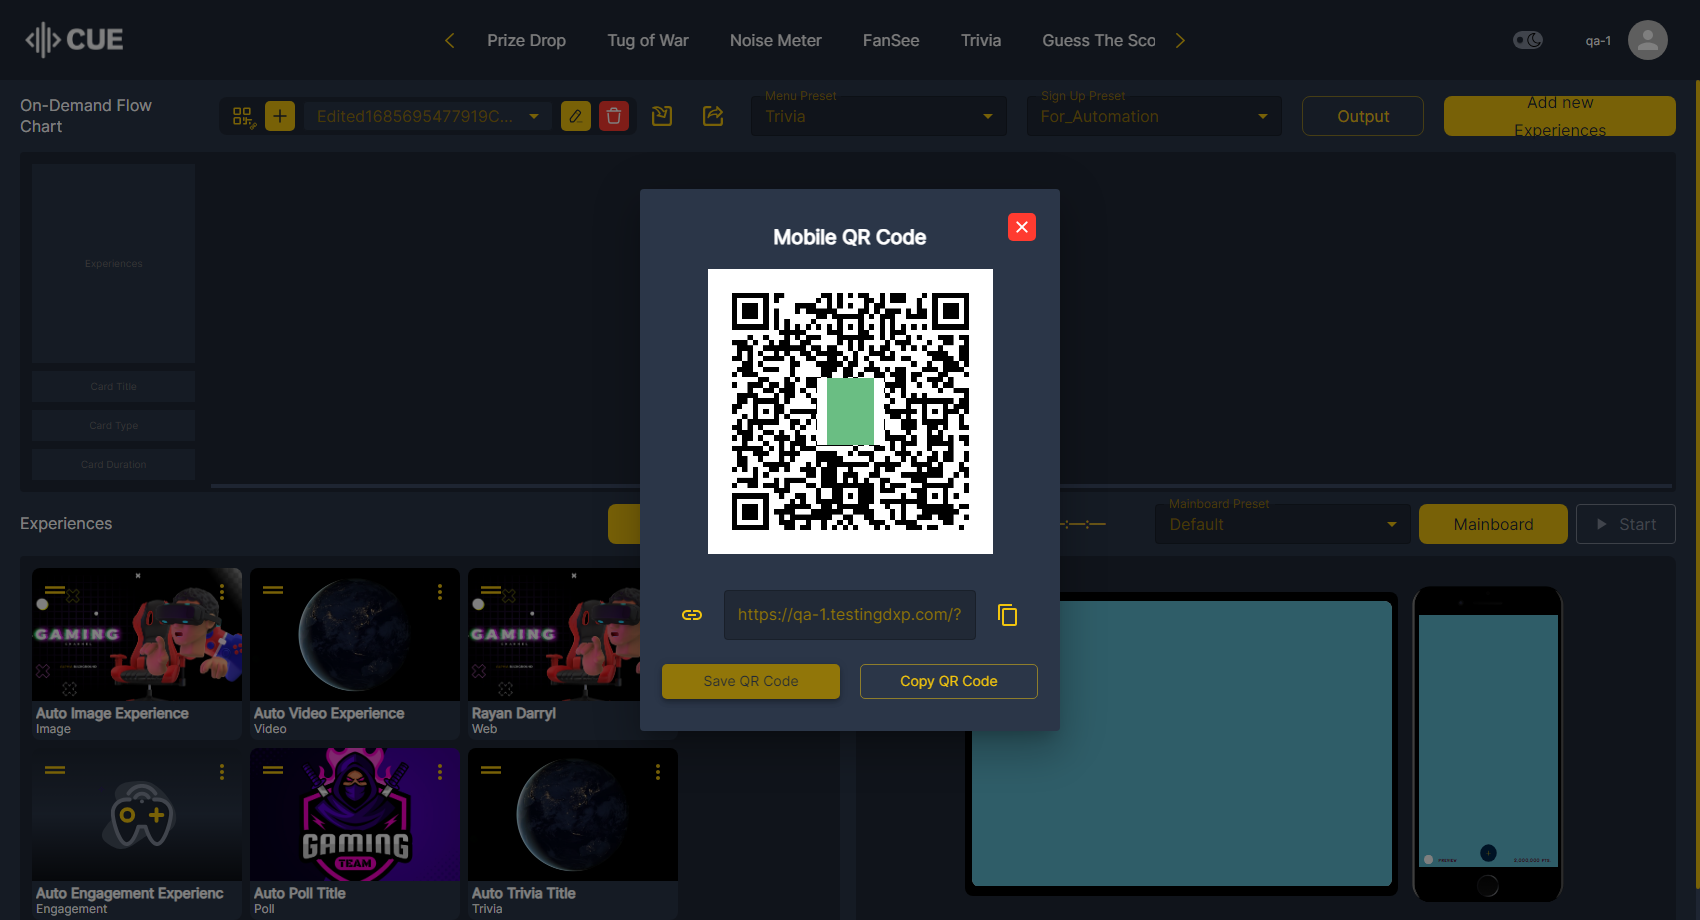 CUE
Prize Drop
Tug of War
Noise Meter
FanSee
Trivia
Guess The Sco
qa-1
On-Demand Flow
Chart
Edited1685695477919C...
Menu Preset
Trivia
Sign Up Preset
For_Automation
Output
Add new
Experiences
Experiences
Card Title
Card Type
Card Duration
Mobile QR Code
https://qa-1.testingdxp.com/?
Save QR Code
Copy QR Code
Experiences
Mainboard Preset
Default
Mainboard
Start
GAMING
Auto Image Experience
Image
Auto Video Experience
Video
GAMING
Rayan Darryl
Web
Auto Engagement Experienc
Engagement
GAMING
TEAM
Auto Poll Title
Poll
Auto Trivia Title
Trivia
PREVIEW